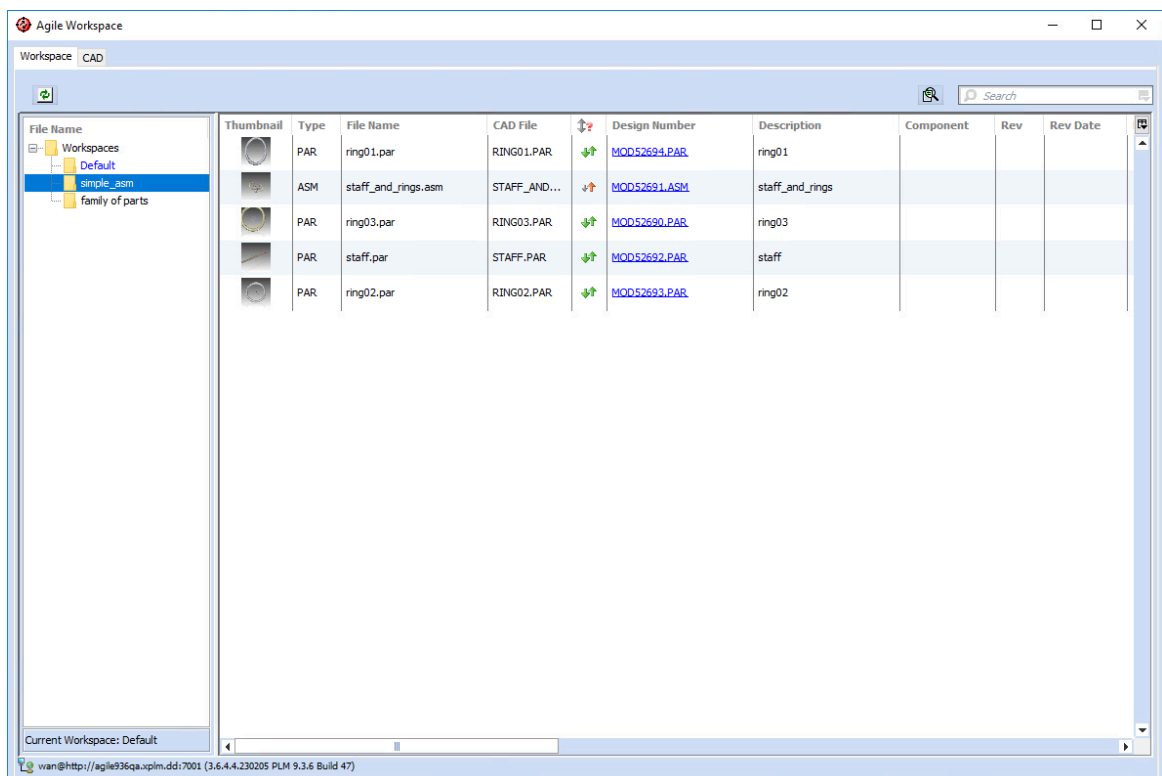 Agile Workspace
Workspace CAD
Search
File Name
Workspaces
Default
simple_asm
family of parts
Thumbnail Type File Name CAD File ? Design Number Description Component Rev Rev Date
PAR ring01.par RING01.PAR MOD52694.PAR ring01
ASM staff_and_rings.asm STAFF_AND... MOD52691.ASM staff_and_rings
PAR ring03.par RING03.PAR MOD52690.PAR ring03
PAR staff.par STAFF.PAR MOD52692.PAR staff
PAR ring02.par RING02.PAR MOD52693.PAR ring02
Current Workspace: Default
wan@http://agile936qa.xplm.dd:7001 (3.6.4.4.230205 PLM 9.3.6 Build 47)